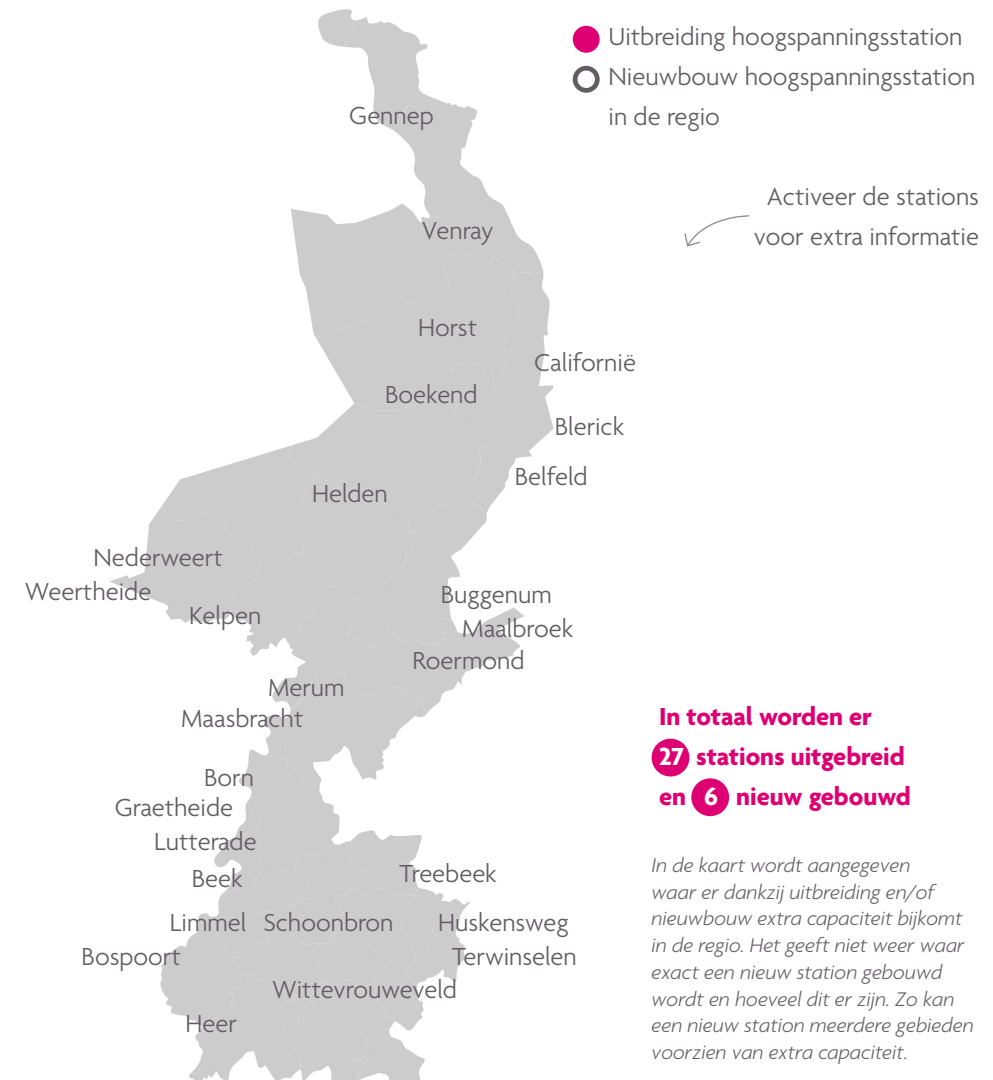 Uitbreiding hoogspanningsstation
Nieuwbouw hoogspanningsstation
in de regio
Activeer de stations
voor extra informatie
Gennep
Venray
Horst
Californië
Boekend
Blerick
Belfeld
Helden
Nederweert
Weertheide
Kelpen
Buggenum
Maalbroek
Roermond
Merum
Maasbracht
Born
Graetheide
Lutterade
Beek
Treebeek
Limmel
Schoonbron
Huskensweg
Bospoort
Terwinselen
Wittevrouweveld
Heer
In totaal worden er
27 stations uitgebreid
en 6 nieuw gebouwd
In de kaart wordt aangegeven
waar er dankzij uitbreiding en/of
nieuwbouw extra capaciteit bijkomt
in de regio. Het geeft niet weer waar
exact een nieuw station gebouwd
wordt en hoeveel dit er zijn. Zo kan
een nieuw station meerdere gebieden
voorzien van extra capaciteit.